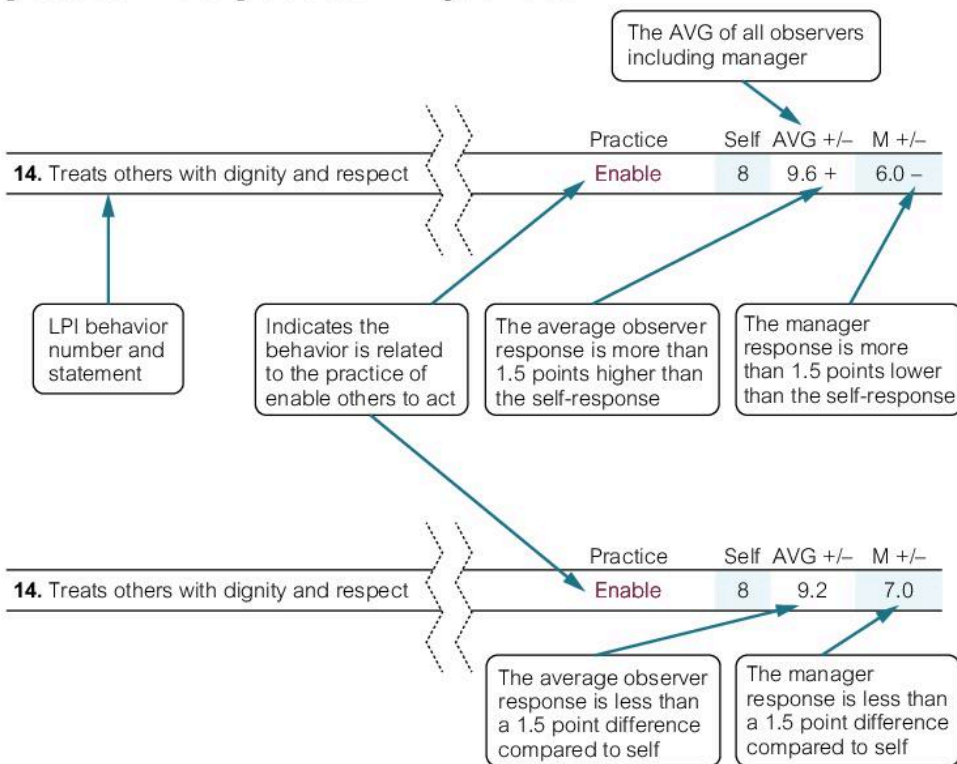 The AVG of all observers
including manager
Practice Self AVG +/– M +/–
14. Treats others with dignity and respect Enable 8 9.6 + 6.0 –
LPI behavior
number and
statement
Indicates the
behavior is related
to the practice of
enable others to act
The average observer
response is more than
1.5 points higher than
the self-response
The manager
response is more
than 1.5 points lower
than the self-response
Practice Self AVG +/– M +/–
14. Treats others with dignity and respect Enable 8 9.2 7.0
The average observer
response is less than
a 1.5 point difference
compared to self
The manager
response is less than
a 1.5 point difference
compared to self